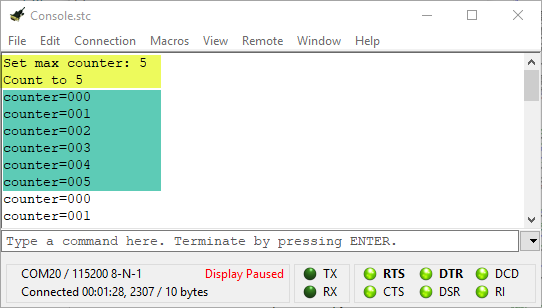 Console.stc
File Edit Connection Macros View Remote Window Help
Set max counter: 5
Count to 5
counter=000
counter=001
counter=002
counter=003
counter=004
counter=005
counter=000
counter=001
Type a command here. Terminate by pressing ENTER.
COM20 / 115200 8-N-1 Display Paused TX RTS DTR DCD
Connected 00:01:28, 2307 / 10 bytes RX CTS DSR RI